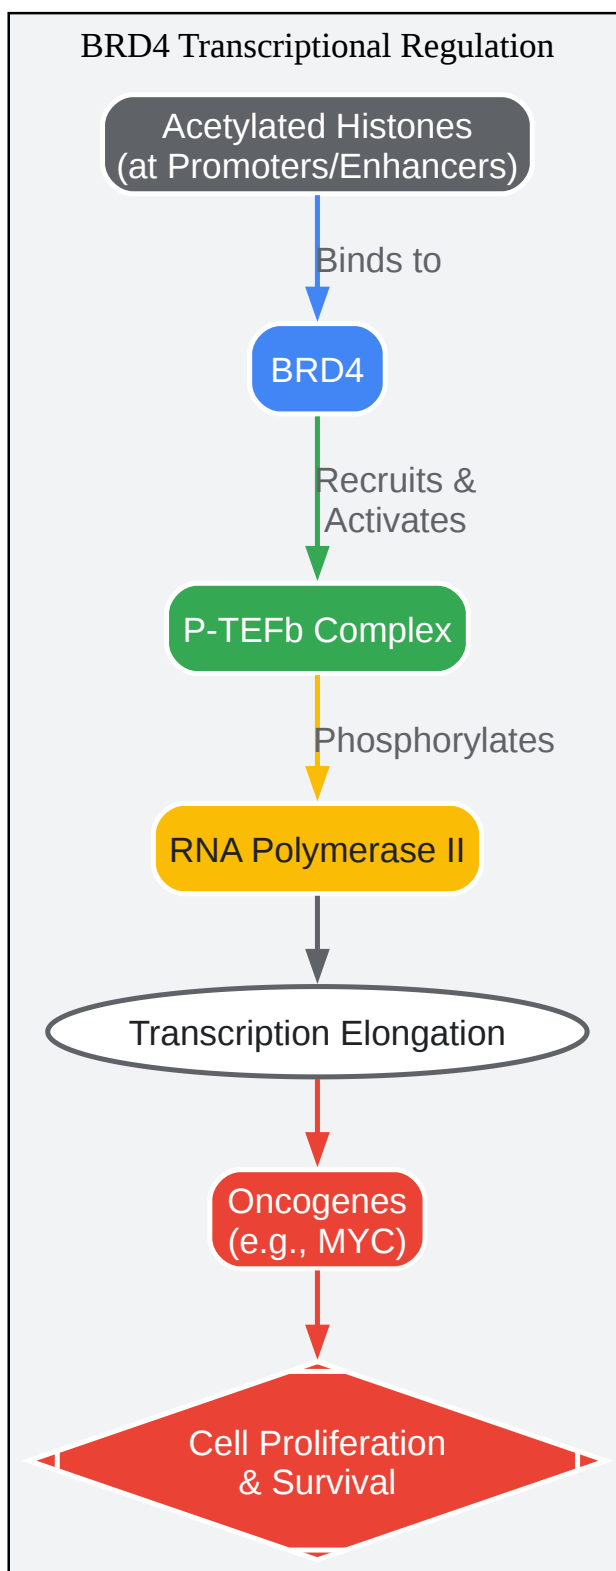 BRD4 Transcriptional Regulation
Acetylated Histones
(at Promoters/Enhancers)
Binds to
BRD4
Recruits &
Activates
P-TEFb Complex
Phosphorylates
RNA Polymerase II
Transcription Elongation
Oncogenes
(e.g., MYC)
Cell Proliferation
& Survival